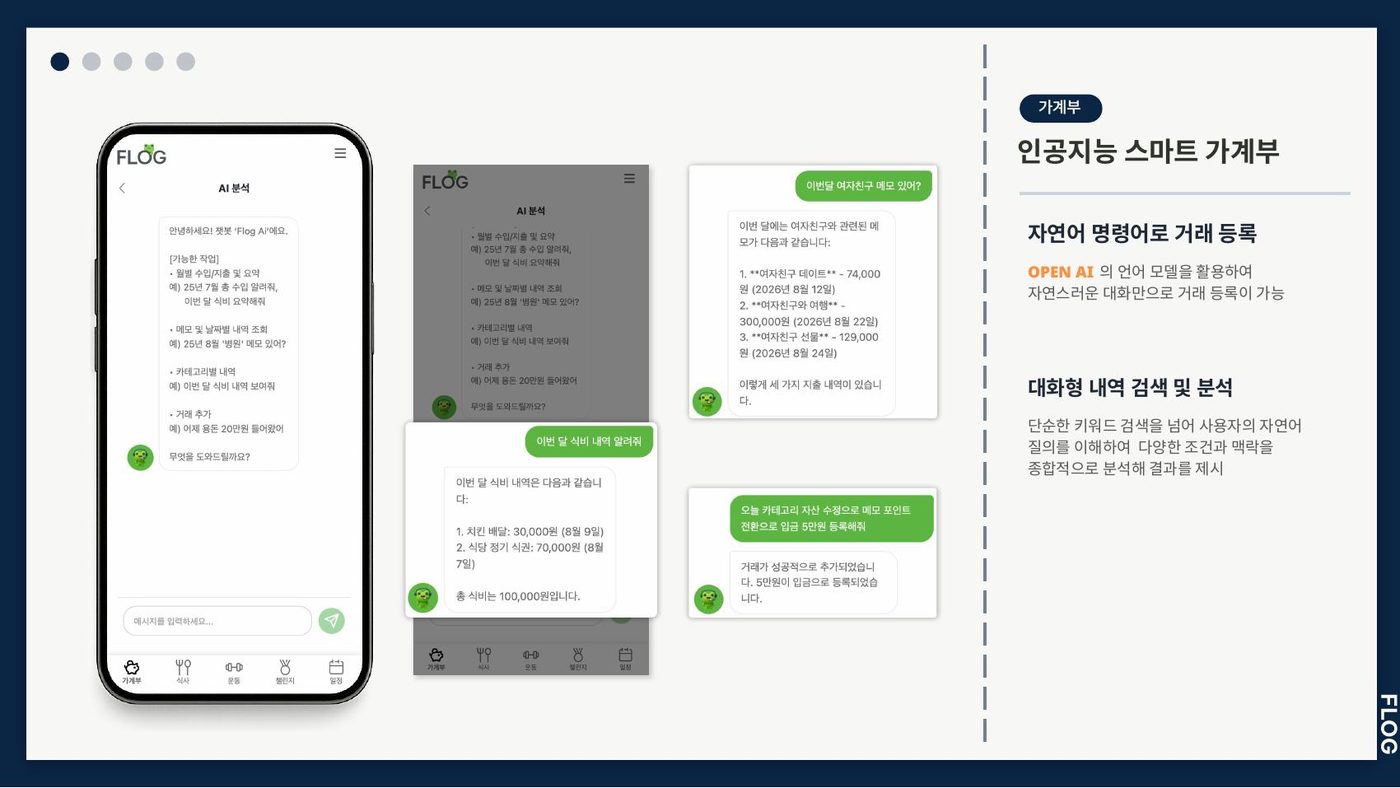 FLOG
AI 분석
안녕하세요! 챗봇 'Flog Ai'에요.
[가능한 작업]
• 월별 수입/지출 및 요약
예) 25년 7월 총 수입 알려줘,
이번 달 식비 요약해줘
• 메모 및 날짜별 내역 조회
예) 25년 8월 '병원' 메모 있어?
• 카테고리별 내역
예) 이번 달 식비 내역 보여줘
• 거래 추가
예) 어제 용돈 20만원 들어왔어
무엇을 도와드릴까요?
메시지를 입력하세요...
가계부 식사 운동 챌린지 일정
FLOG
AI 분석
• 월별 수입/지출 및 요약
예) 25년 7월 총 수입 알려줘,
이번 달 식비 요약해줘
• 메모 및 날짜별 내역 조회
예) 25년 8월 '병원' 메모 있어?
• 카테고리별 내역
예) 이번 달 식비 내역 보여줘
• 거래 추가
예) 어제 용돈 20만원 들어왔어
무엇을 도와드릴까요?
이번 달 식비 내역 알려줘
이번 달 식비 내역은 다음과 같습니
다:
1. 치킨 배달: 30,000원 (8월 9일)
2. 식당 정기 식권: 70,000원 (8월
7일)
총 식비는 100,000원입니다.
가계부 식사 운동 챌린지 일정
이번달 여자친구 메모 있어?
이번 달에는 여자친구와 관련된 메
모가 다음과 같습니다:
1. **여자친구 데이트** - 74,000
원 (2026년 8월 12일)
2. **여자친구와 여행** -
300,000원 (2026년 8월 22일)
3. **여자친구 선물** - 129,000
원 (2026년 8월 24일)
이렇게 세 가지 지출 내역이 있습니
다.
오늘 카테고리 자산 수정으로 메모 포인트
전환으로 입금 5만원 등록해줘
거래가 성공적으로 추가되었습니
다. 5만원이 입금으로 등록되었습
니다.
가계부
인공지능 스마트 가계부
자연어 명령어로 거래 등록
OPEN AI 의 언어 모델을 활용하여
자연스러운 대화만으로 거래 등록이 가능
대화형 내역 검색 및 분석
단순한 키워드 검색을 넘어 사용자의 자연어
질의를 이해하여 다양한 조건과 맥락을
종합적으로 분석해 결과를 제시
FLOG